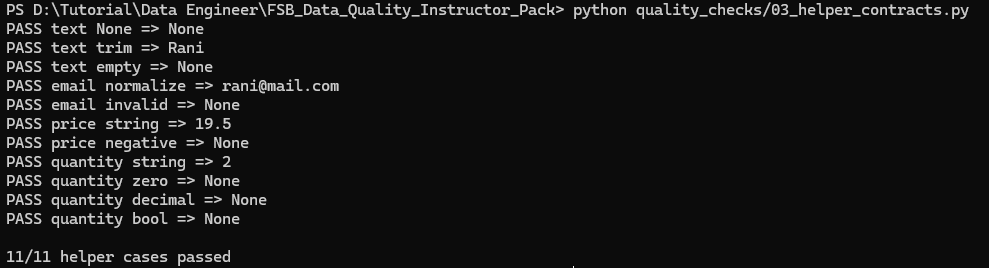 PS D:\Tutorial\Data Engineer\FSB_Data_Quality_Instructor_Pack> python quality_checks/03_helper_contracts.py
PASS text None => None
PASS text trim => Rani
PASS text empty => None
PASS email normalize => rani@mail.com
PASS email invalid => None
PASS price string => 19.5
PASS price negative => None
PASS quantity string => 2
PASS quantity zero => None
PASS quantity decimal => None
PASS quantity bool => None

11/11 helper cases passed